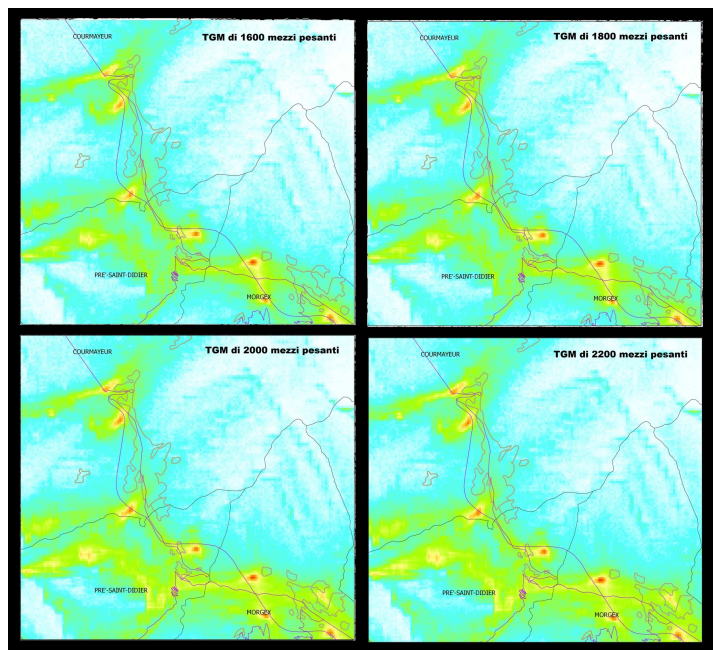 COURMAYEUR
TGM di 1600 mezzi pesanti
PRE'-SAINT-DIDIER
MORGEX
COURMAYEUR
TGM di 1800 mezzi pesanti
PRE'-SAINT-DIDIER
MORGEX
COURMAYEUR
TGM di 2000 mezzi pesanti
PRE'-SAINT-DIDIER
MORGEX
COURMAYEUR
TGM di 2200 mezzi pesanti
PRE'-SAINT-DIDIER
MORGEX